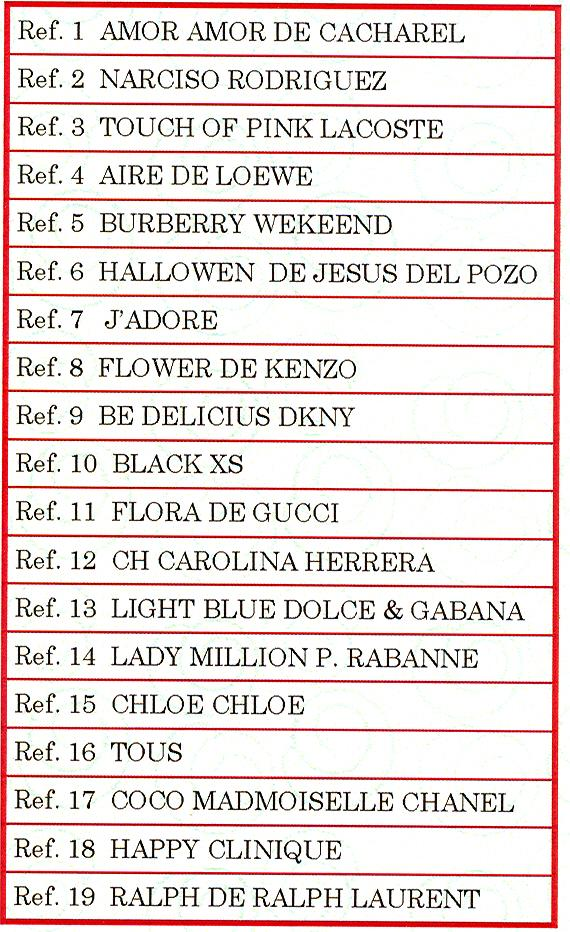 Ref. 1 AMOR AMOR DE CACHAREL
Ref. 2 NARCISO RODRIGUEZ
Ref. 3 TOUCH OF PINK LACOSTE
Ref. 4 AIRE DE LOEWE
Ref. 5 BURBERRY WEKEEND
Ref. 6 HALLOWEN DE JESUS DEL POZO
Ref. 7 J'ADORE
Ref. 8 FLOWER DE KENZO
Ref. 9 BE DELICIUS DKNY
Ref. 10 BLACK XS
Ref. 11 FLORA DE GUCCI
Ref. 12 CH CAROLINA HERRERA
Ref. 13 LIGHT BLUE DOLCE & GABANA
Ref. 14 LADY MILLION P. RABANNE
Ref. 15 CHLOE CHLOE
Ref. 16 TOUS
Ref. 17 COCO MADMOISELLE CHANEL
Ref. 18 HAPPY CLINIQUE
Ref. 19 RALPH DE RALPH LAURENT